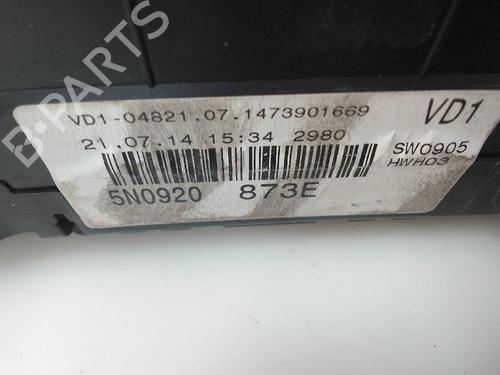 B-PARTS
VD1-04821.07.1473901669 VD1
21.07.14 15:34 2980 SW0905
HWH03
5N0920 873E